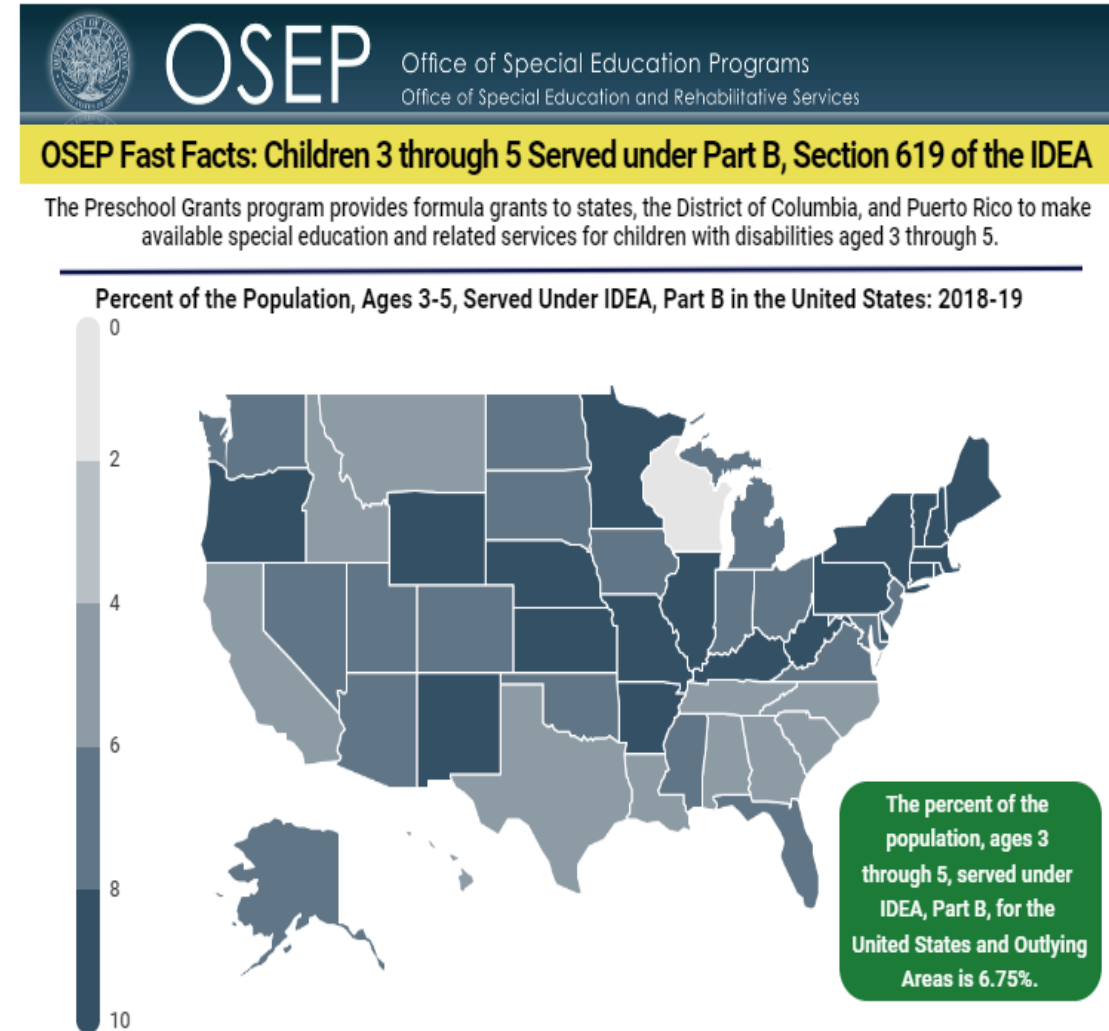 OSEP
Office of Special Education Programs
Office of Special Education and Rehabilitative Services
OSEP Fast Facts: Children 3 through 5 Served under Part B, Section 619 of the IDEA
The Preschool Grants program provides formula grants to states, the District of Columbia, and Puerto Rico to make
available special education and related services for children with disabilities aged 3 through 5.
Percent of the Population, Ages 3-5, Served Under IDEA, Part B in the United States: 2018-19
0
2
4
6
8
10
The percent of the
population, ages 3
through 5, served under
IDEA, Part B, for the
United States and Outlying
Areas is 6.75%.